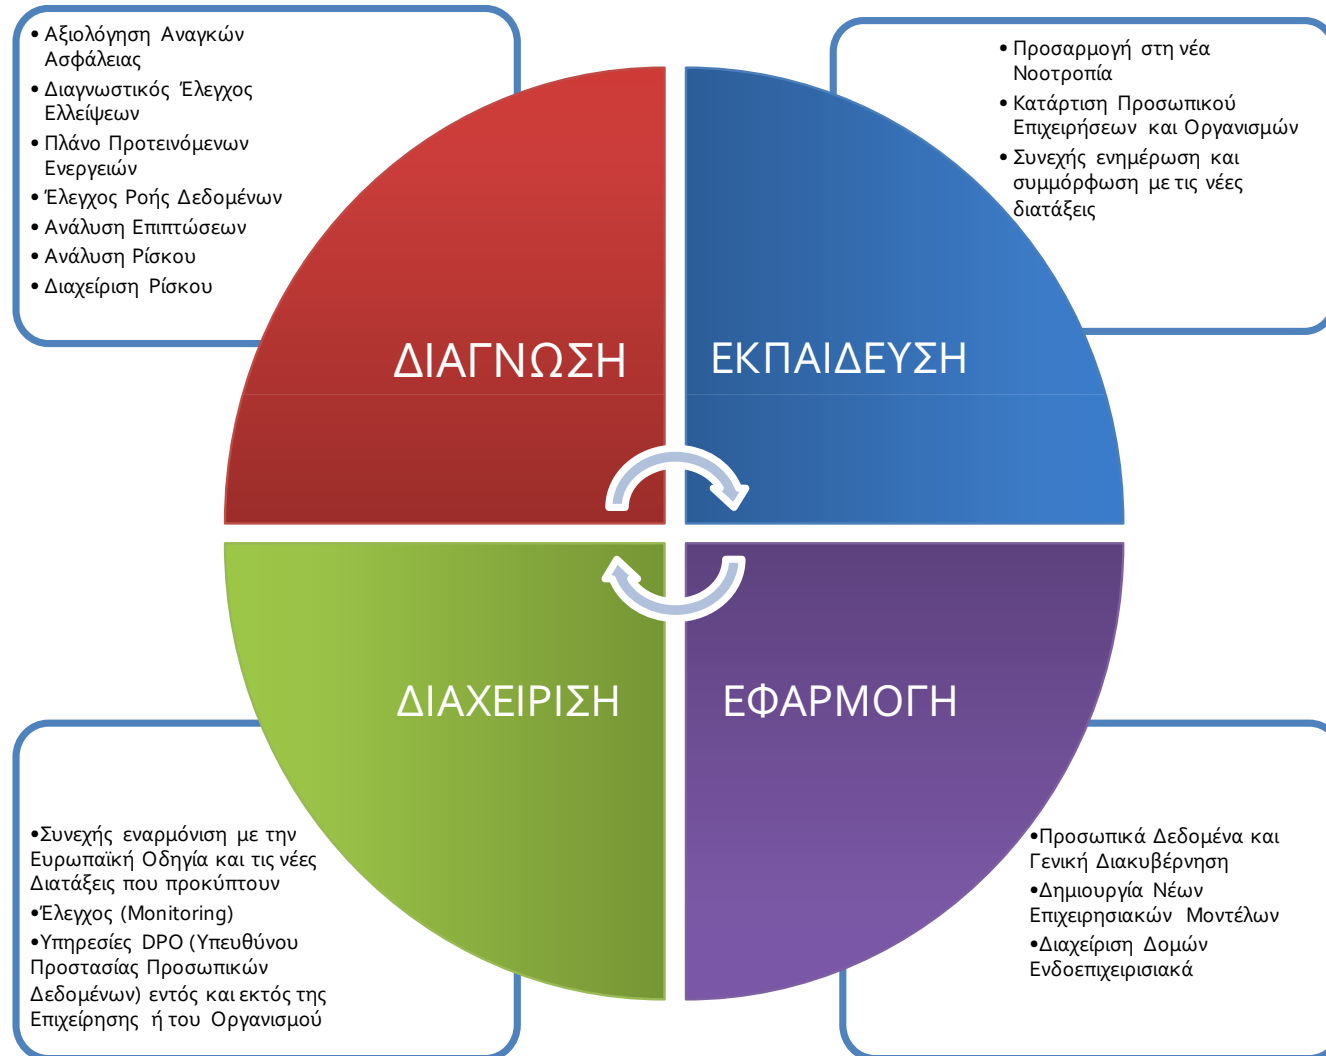 • Αξιολόγηση Αναγκών
Ασφάλειας
• Διαγνωστικός Έλεγχος
Ελλείψεων
• Πλάνο Προτεινόμενων
Ενεργειών
• Έλεγχος Ροής Δεδομένων
• Ανάλυση Επιπτώσεων
• Ανάλυση Ρίσκου
• Διαχείριση Ρίσκου
• Προσαρμογή στη νέα
Νοοτροπία
• Κατάρτιση Προσωπικού
Επιχειρήσεων και Οργανισμών
• Συνεχής ενημέρωση και
συμμόρφωση με τις νέες
διατάξεις
ΔΙΑΓΝΩΣΗ
ΕΚΠΑΙΔΕΥΣΗ
ΔΙΑΧΕΙΡΙΣΗ
ΕΦΑΡΜΟΓΗ
•Συνεχής εναρμόνιση με την
Ευρωπαϊκή Οδηγία και τις νέες
Διατάξεις που προκύπτουν
•Έλεγχος (Monitoring)
•Υπηρεσίες DPO (Υπευθύνου
Προστασίας Προσωπικών
Δεδομένων) εντός και εκτός της
Επιχείρησης ή του Οργανισμού
•Προσωπικά Δεδομένα και
Γενική Διακυβέρνηση
•Δημιουργία Νέων
Επιχειρησιακών Μοντέλων
•Διαχείριση Δομών
Ενδοεπιχειρισιακά